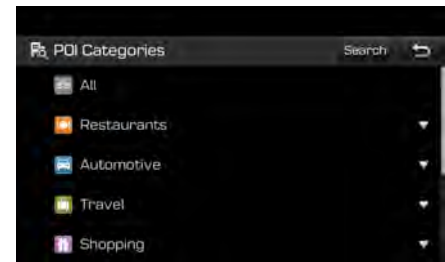 POI Categories Search
All
Restaurants
Automotive
Travel
Shopping